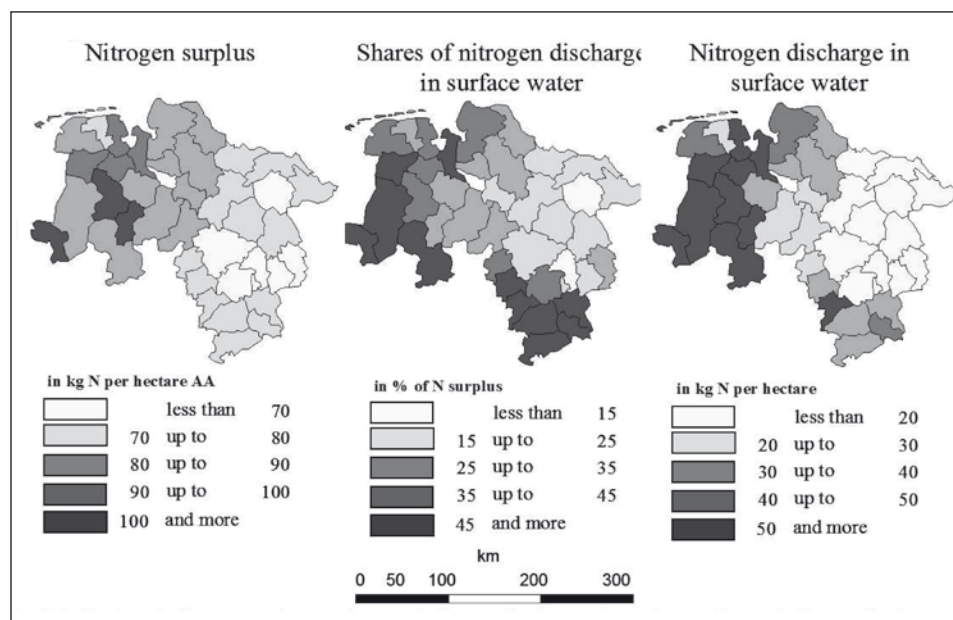 Nitrogen surplus
Shares of nitrogen discharge
in surface water
Nitrogen discharge in
surface water
in kg N per hectare AA
less than 70
70 up to 80
80 up to 90
90 up to 100
100 and more
in % of N surplus
less than 15
15 up to 25
25 up to 35
35 up to 45
45 and more
in kg N per hectare
less than 20
20 up to 30
30 up to 40
40 up to 50
50 and more
km
0 50 100 200 300